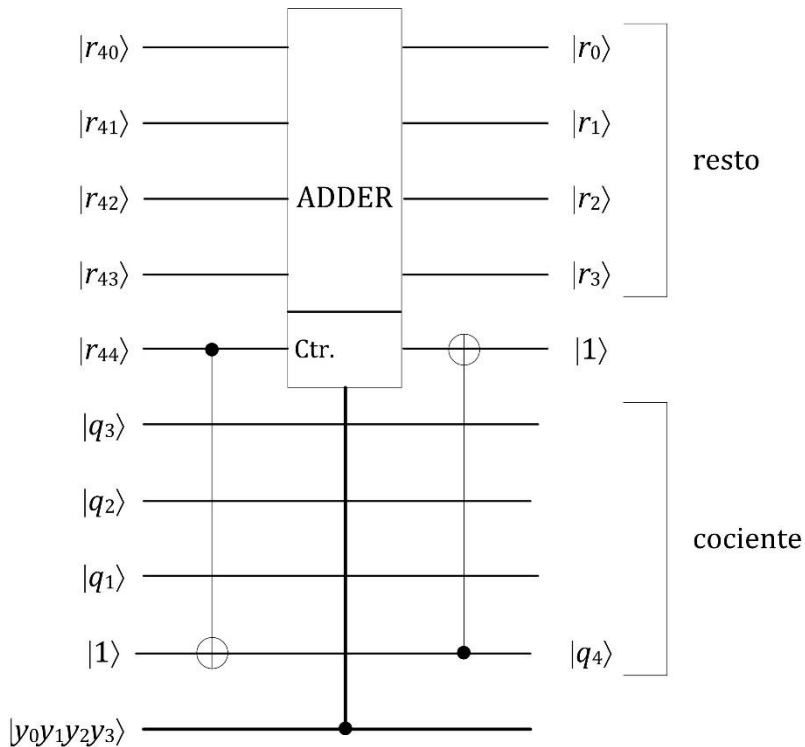 |r₄₀⟩ |r₀⟩
|r₄₁⟩ |r₁⟩
resto
|r₄₂⟩ ADDER |r₂⟩
|r₄₃⟩ |r₃⟩
|r₄₄⟩ Ctr. |1⟩
|q₃⟩
|q₂⟩
cociente
|q₁⟩
|1⟩ |q₄⟩
|y₀y₁y₂y₃⟩